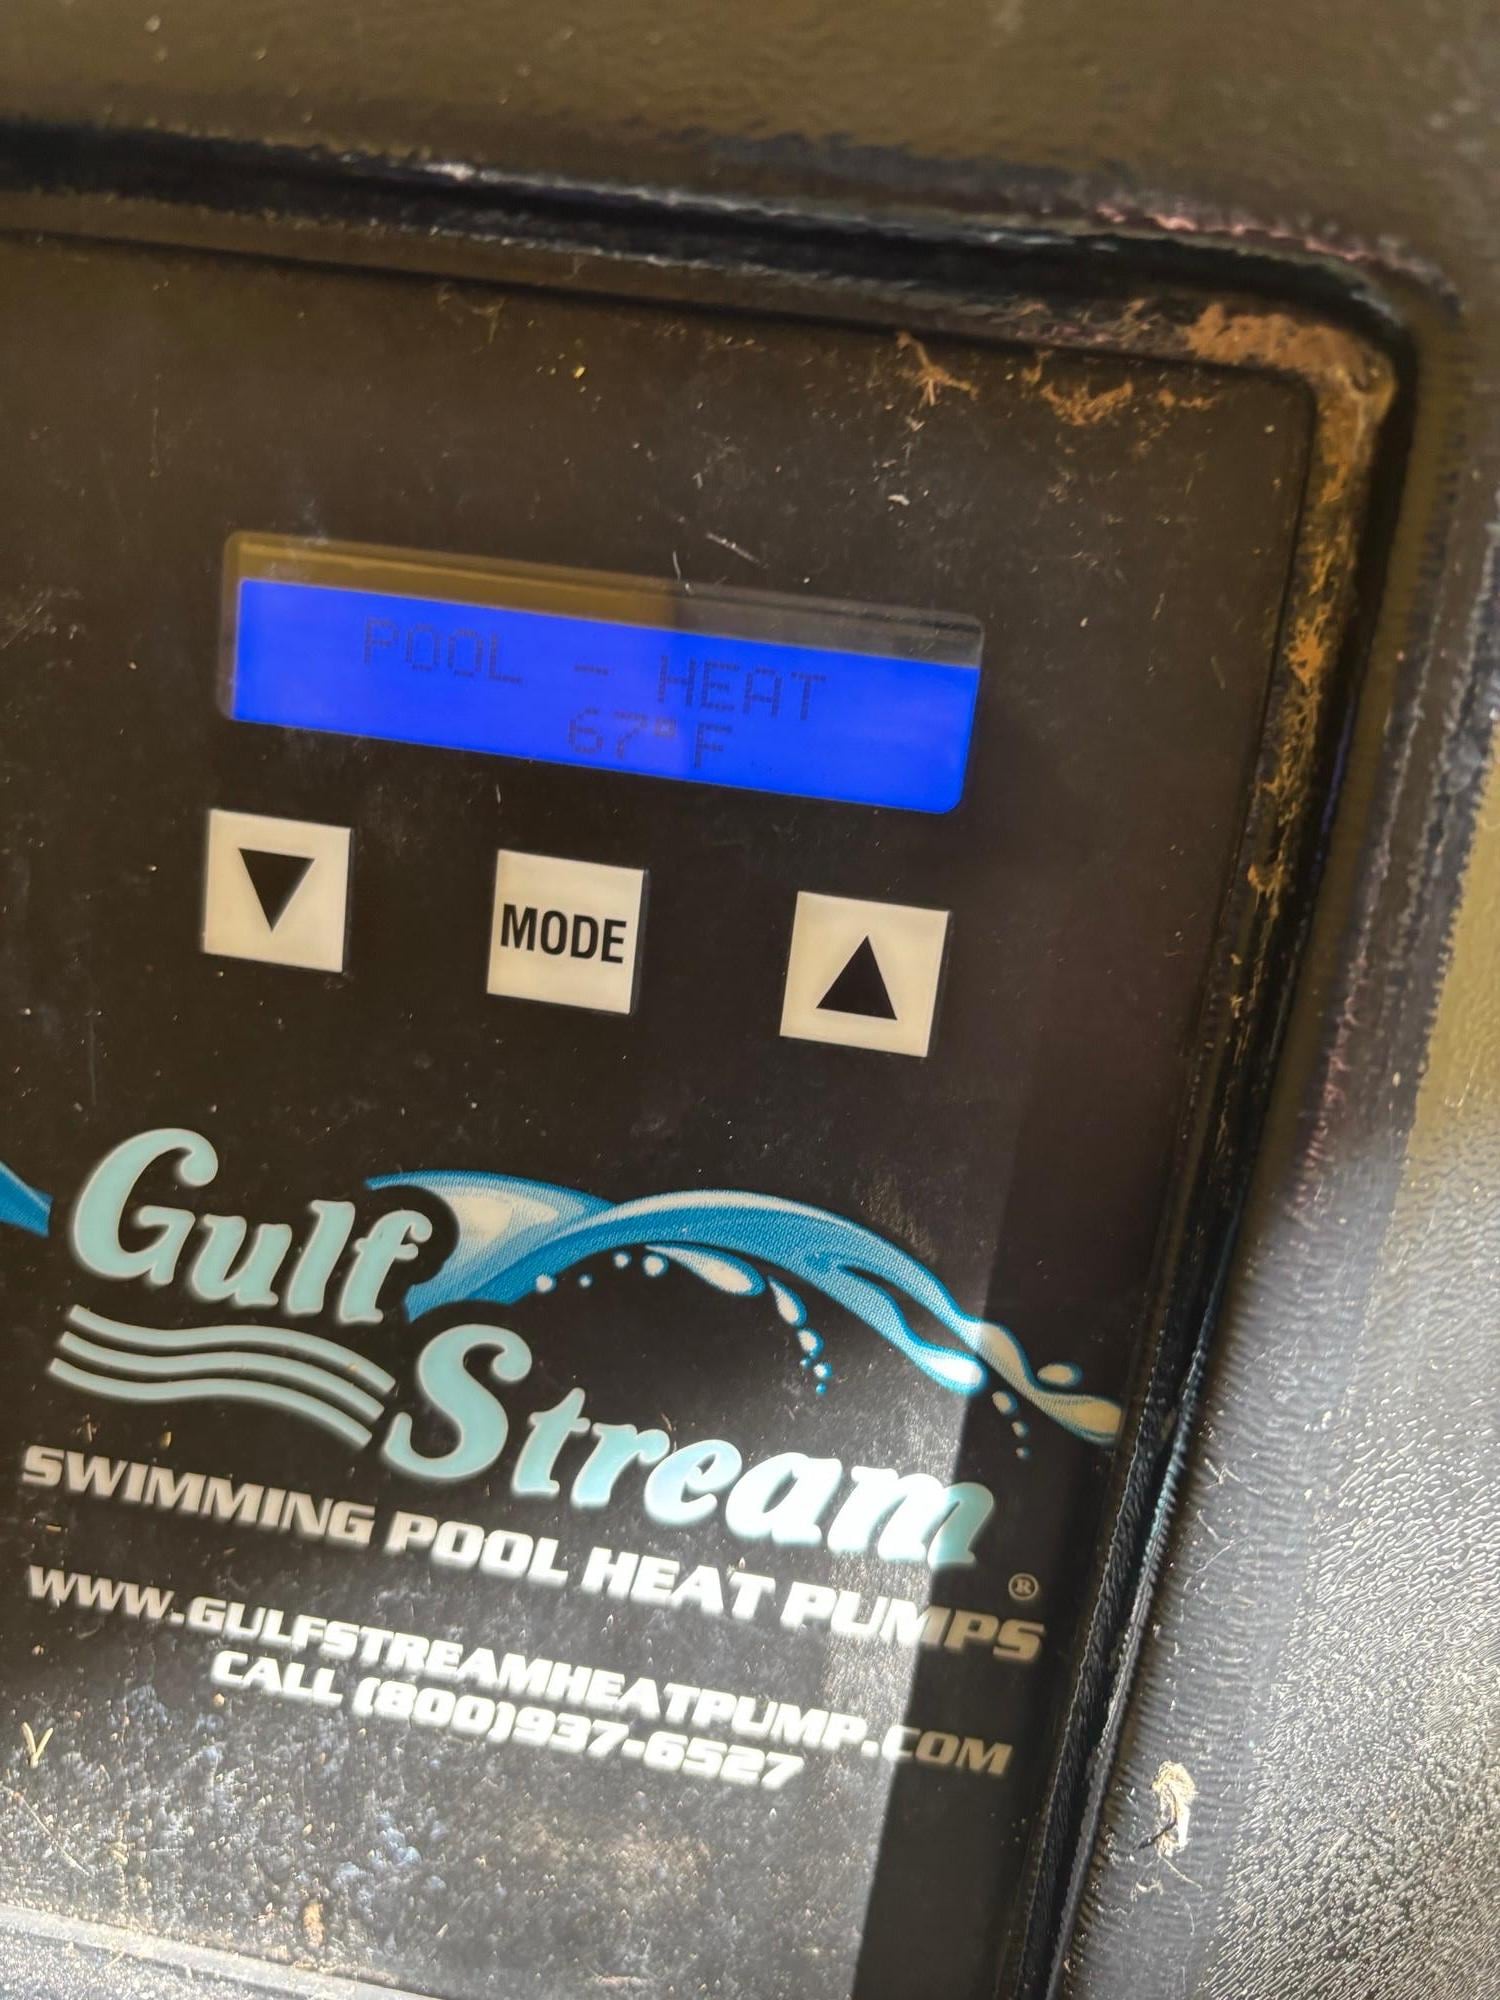 POOL - HEAT
67°F
MODE
Gulf
Stream®
SWIMMING POOL HEAT PUMPS
WWW.GULFSTREAMHEATPUMP.COM
CALL (800)937-6527